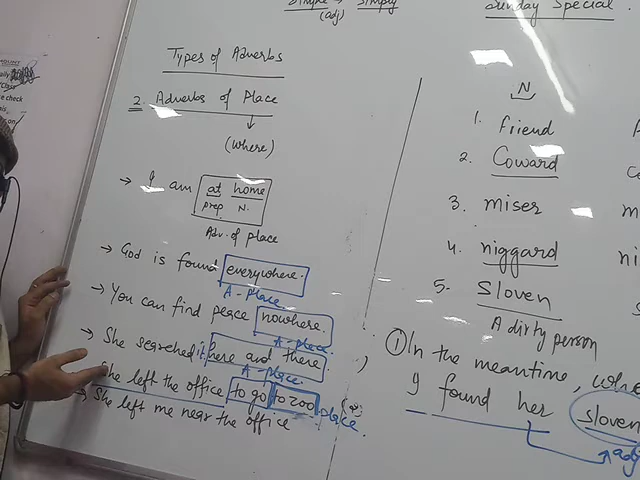 Simple → Simply
(adj)
Sunday Special.
Types of Adverbs
2. Adverbs of Place
(where)
→ I am at home
prep N.
Adv. of place
→ God is found everywhere.
A-place
→ You can find peace nowhere.
A-place.
→ She searched it here and there.
A-place.
She left the office to go to zoo
place.
→ She left me near the office
N
1. friend
2. Coward
3. miser
4. niggard
5. Sloven
A dirty person
① In the meantime,
I found her sloven
adj